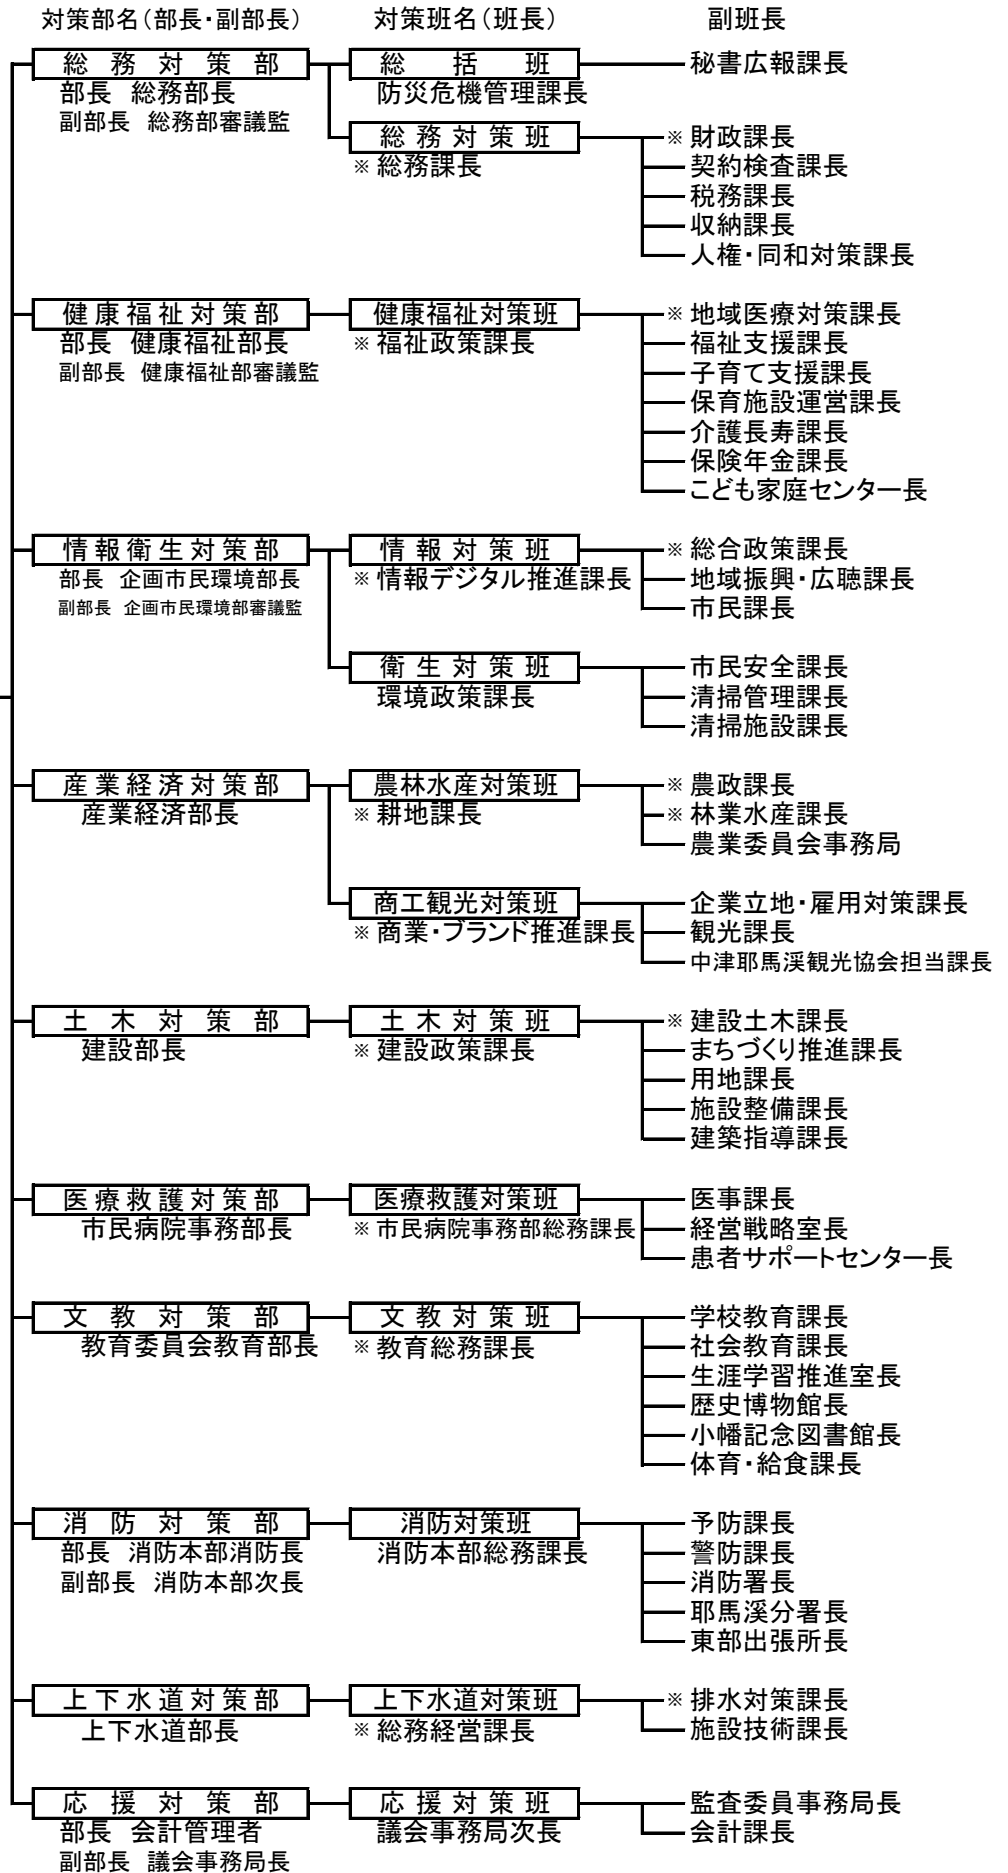 対策部名(部長・副部長) 対策班名(班長) 副班長
総務対策部 総括班 秘書広報課長
部長 総務部長 防災危機管理課長
副部長 総務部審議監
総務対策班 ※財政課長
※総務課長 契約検査課長
税務課長
収納課長
人権・同和対策課長
健康福祉対策部 健康福祉対策班 ※地域医療対策課長
部長 健康福祉部長 ※福祉政策課長 福祉支援課長
副部長 健康福祉部審議監 子育て支援課長
保育施設運営課長
介護長寿課長
保険年金課長
こども家庭センター長
情報衛生対策部 情報対策班 ※総合政策課長
部長 企画市民環境部長 ※情報デジタル推進課長 地域振興・広聴課長
副部長 企画市民環境部審議監 市民課長
衛生対策班 市民安全課長
環境政策課長 清掃管理課長
清掃施設課長
産業経済対策部 農林水産対策班 ※農政課長
産業経済部長 ※耕地課長 ※林業水産課長
農業委員会事務局
商工観光対策班 企業立地・雇用対策課長
※商業・ブランド推進課長 観光課長
中津耶馬渓観光協会担当課長
土木対策部 土木対策班 ※建設土木課長
建設部長 ※建設政策課長 まちづくり推進課長
用地課長
施設整備課長
建築指導課長
医療救護対策部 医療救護対策班 医事課長
市民病院事務部長 ※市民病院事務部総務課長 経営戦略室長
患者サポートセンター長
文教対策部 文教対策班 学校教育課長
教育委員会教育部長 ※教育総務課長 社会教育課長
生涯学習推進室長
歴史博物館長
小幡記念図書館長
体育・給食課長
消防対策部 消防対策班 予防課長
部長 消防本部消防長 消防本部総務課長 警防課長
副部長 消防本部次長 消防署長
耶馬溪分署長
東部出張所長
上下水道対策部 上下水道対策班 ※排水対策課長
上下水道部長 ※総務経営課長 施設技術課長
応援対策部 応援対策班 監査委員事務局長
部長 会計管理者 議会事務局次長 会計課長
副部長 議会事務局長